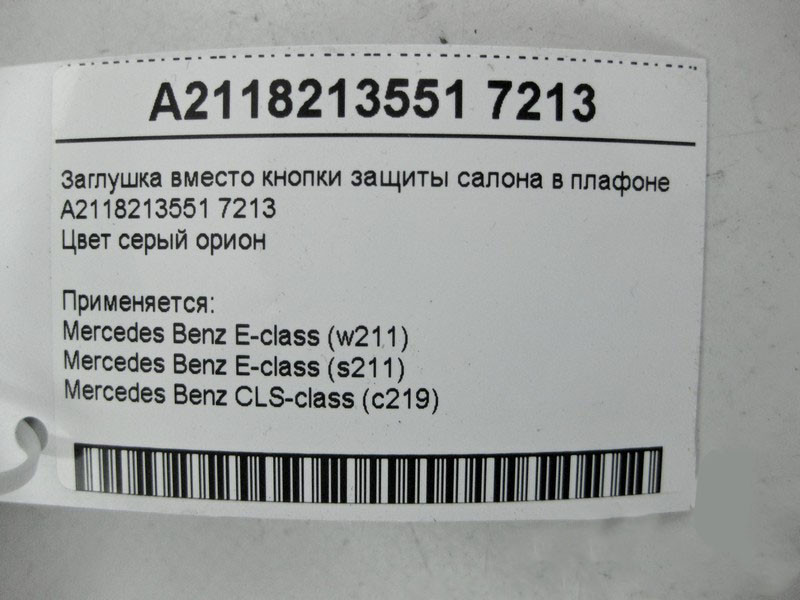 A2118213551 7213
Заглушка вместо кнопки защиты салона в плафоне
A2118213551 7213
Цвет серый орион
Применяется:
Mercedes Benz E-class (w211)
Mercedes Benz E-class (s211)
Mercedes Benz CLS-class (c219)